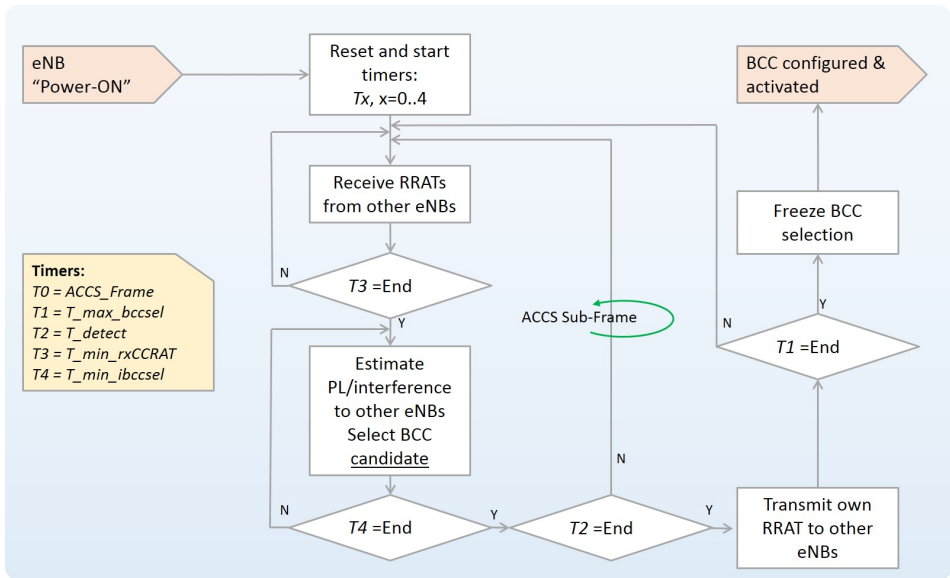 eNB
“Power-ON”
Reset and start
timers:
Tx, x=0..4
BCC configured &
activated
Receive RRATs
from other eNBs
Freeze BCC
selection
Timers:
T0 = ACCS_Frame
T1 = T_max_bccsel
T2 = T_detect
T3 = T_min_rxCCRAT
T4 = T_min_ibccsel
N
T3 =End
Y
ACCS Sub-Frame
Y
N
T1 =End
Estimate
PL/interference
to other eNBs
Select BCC
candidate
N
T4 =End
Y
N
T2 =End
Y
Transmit own
RRAT to other
eNBs